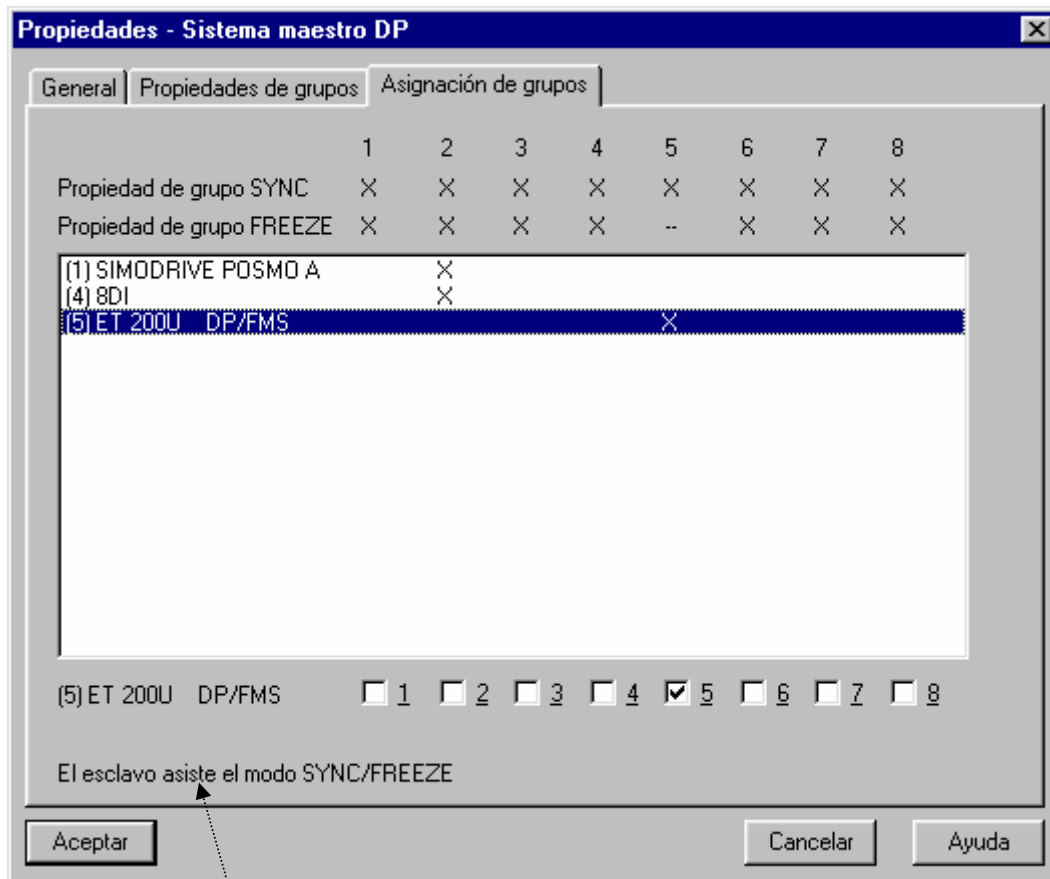 Propiedades - Sistema maestro DP
General Propiedades de grupos Asignación de grupos
1 2 3 4 5 6 7 8
Propiedad de grupo SYNC X X X X X X X X
Propiedad de grupo FREEZE X X X X -- X X X
(1) SIMODRIVE POSMO A X
(4) 8DI X
(5) ET 200U DP/FMS X
(5) ET 200U DP/FMS 1 2 3 4 5 6 7 8
El esclavo asiste el modo SYNC/FREEZE
Aceptar Cancelar Ayuda